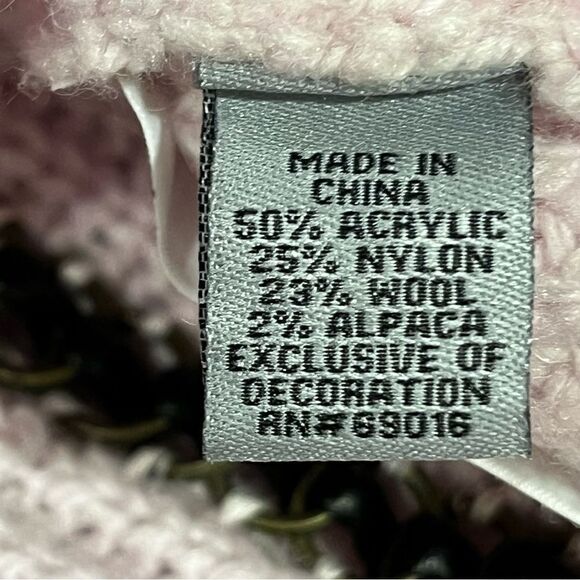 MADE IN
CHINA
50% ACRYLIC
25% NYLON
23% WOOL
2% ALPACA
EXCLUSIVE OF
DECORATION
RN#69016